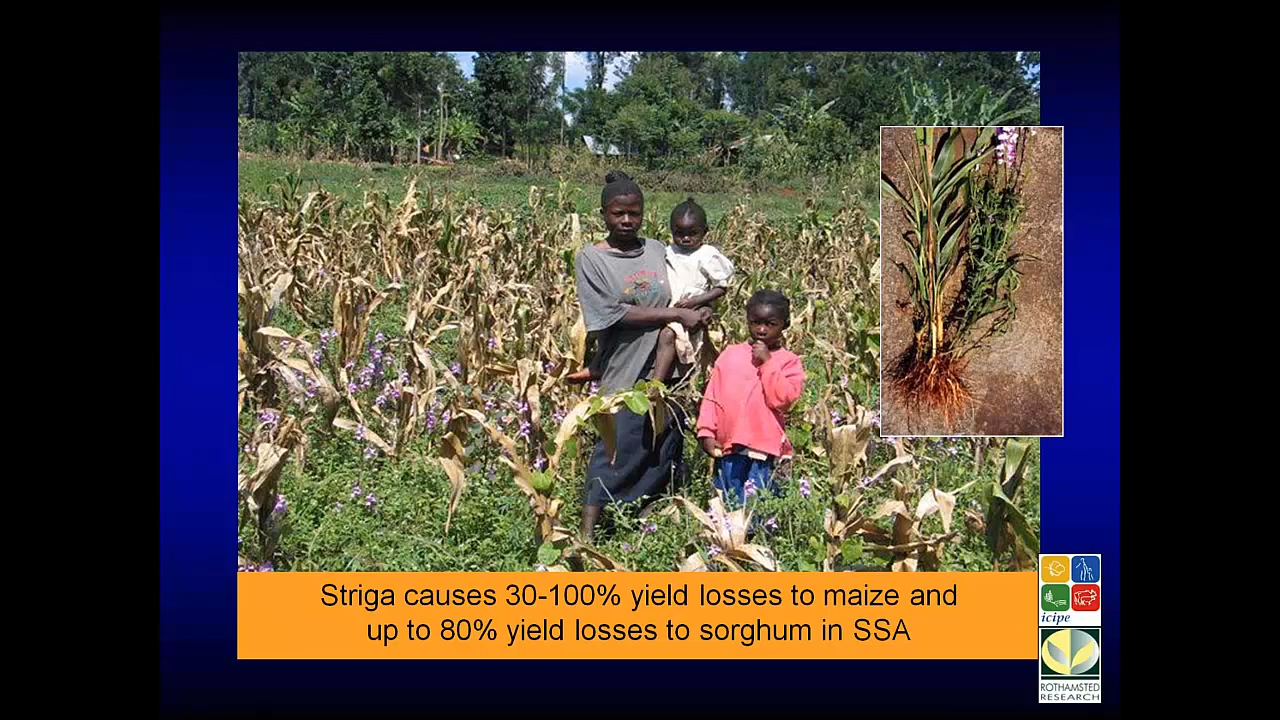 Striga causes 30-100% yield losses to maize and
up to 80% yield losses to sorghum in SSA
icipe
ROTHAMSTED
RESEARCH